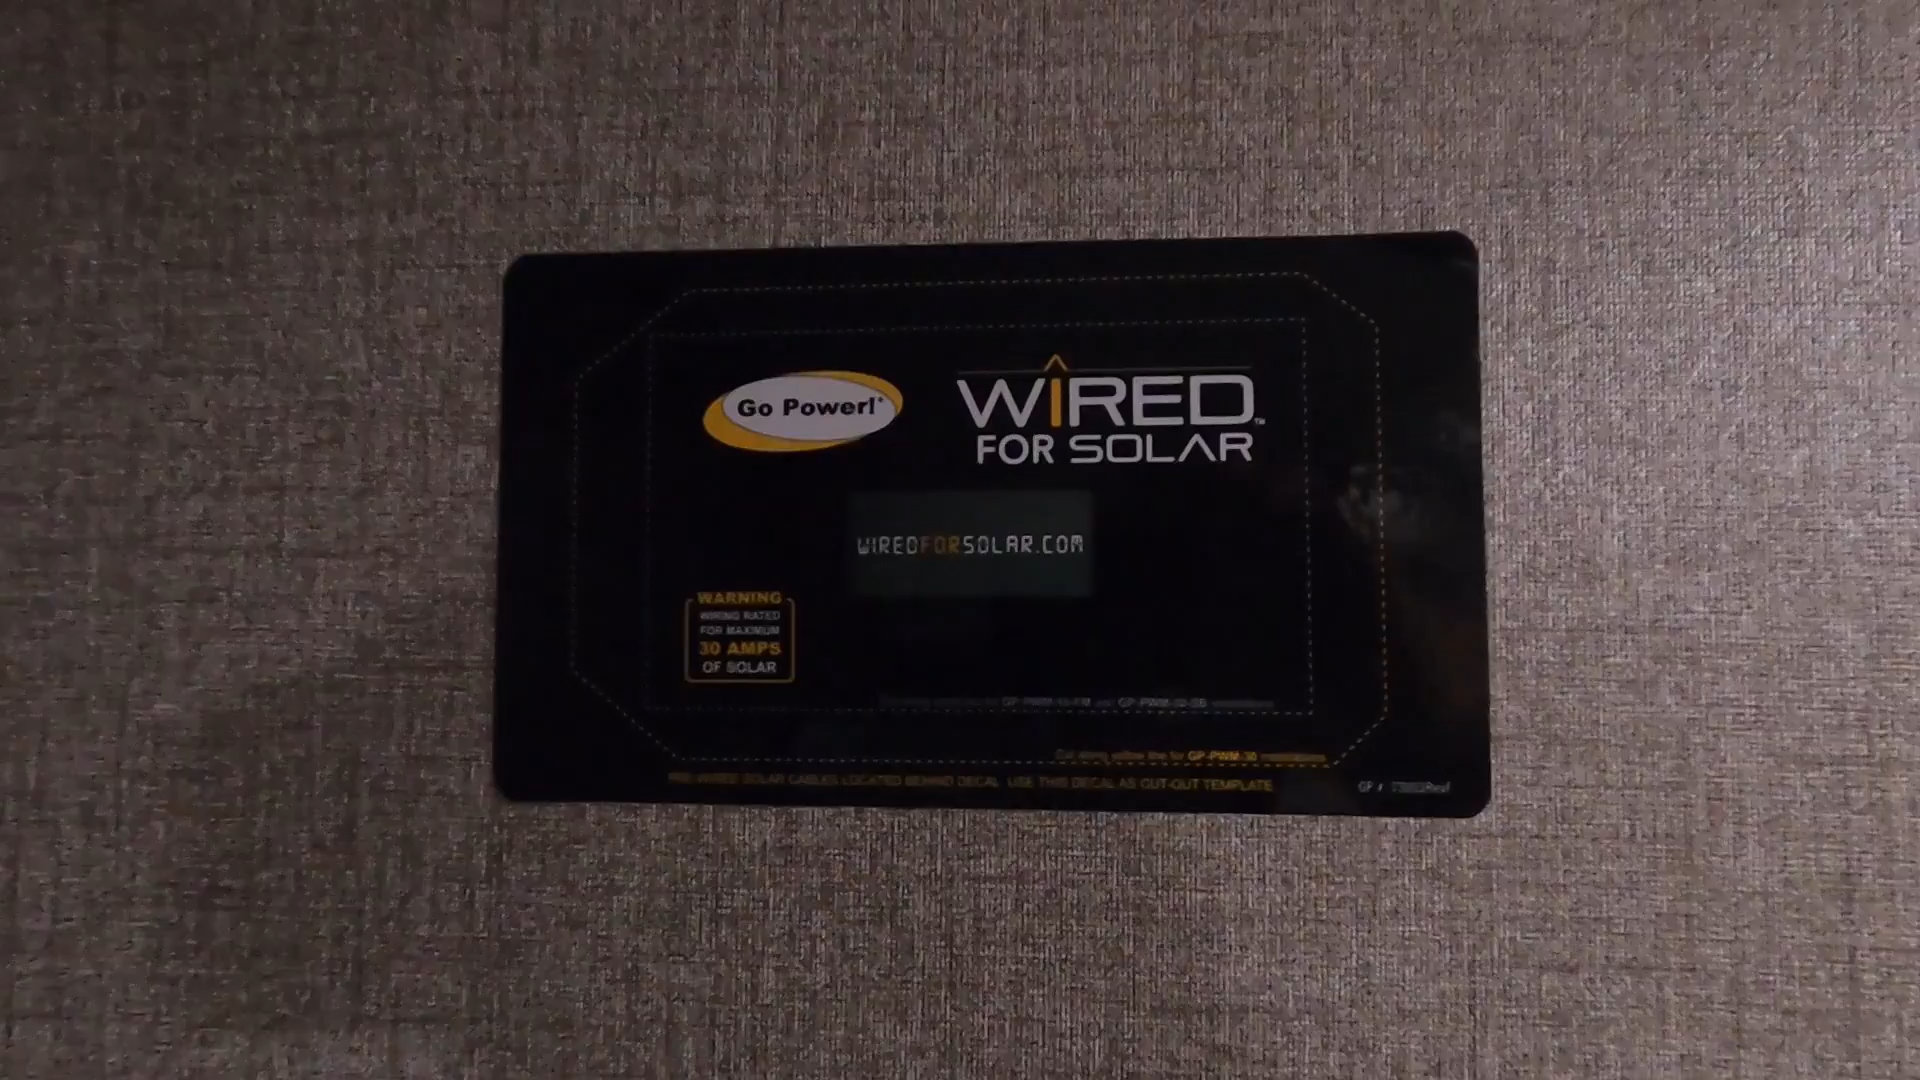 Go Power!
WIRED™
FOR SOLAR
WIREDFORSOLAR.COM
WARNING
WIRING RATED
FOR MAXIMUM
30 AMPS
OF SOLAR
Cut along yellow line for GP-PWM-30
PRE-WIRED SOLAR CABLES LOCATED BEHIND DECAL USE THIS DECAL AS CUT-OUT TEMPLATE